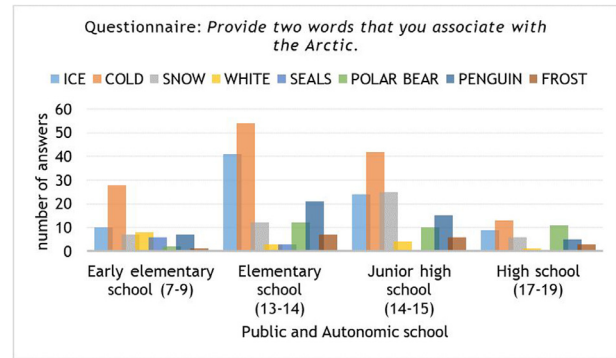 Questionnaire: Provide two words that you associate with
the Arctic.
ICE COLD SNOW WHITE SEALS POLAR BEAR PENGUIN FROST
number of answers
60
50
40
30
20
10
0
Early elementary
school (7-9)
Elementary
school
(13-14)
Junior high
school
(14-15)
High school
(17-19)
Public and Autonomic school